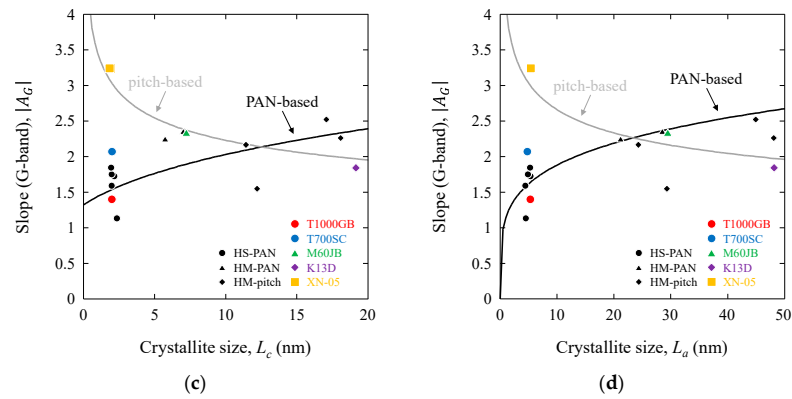 4
3.5
3
2.5
2
1.5
1
0.5
0
Slope (G-band), |A_G|
pitch-based
PAN-based
T1000GB
T700SC
HS-PAN
M60JB
HM-PAN
K13D
HM-pitch
XN-05
0 5 10 15 20
Crystallite size, L_c (nm)
(c)
4
3.5
3
2.5
2
1.5
1
0.5
0
Slope (G-band), |A_G|
PAN-based
pitch-based
T1000GB
T700SC
HS-PAN
M60JB
HM-PAN
K13D
HM-pitch
XN-05
0 10 20 30 40 50
Crystallite size, L_a (nm)
(d)